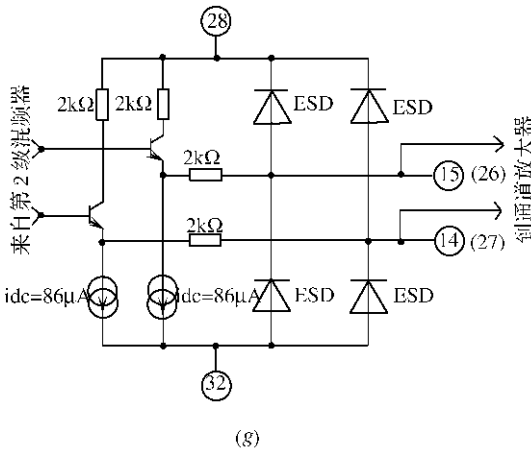 28
2kΩ
2kΩ
ESD
ESD
来自第2级混频器
2kΩ
15 (26)
到通道放大器
2kΩ
14 (27)
idc=86μA
idc=86μA
ESD
ESD
32
(g)